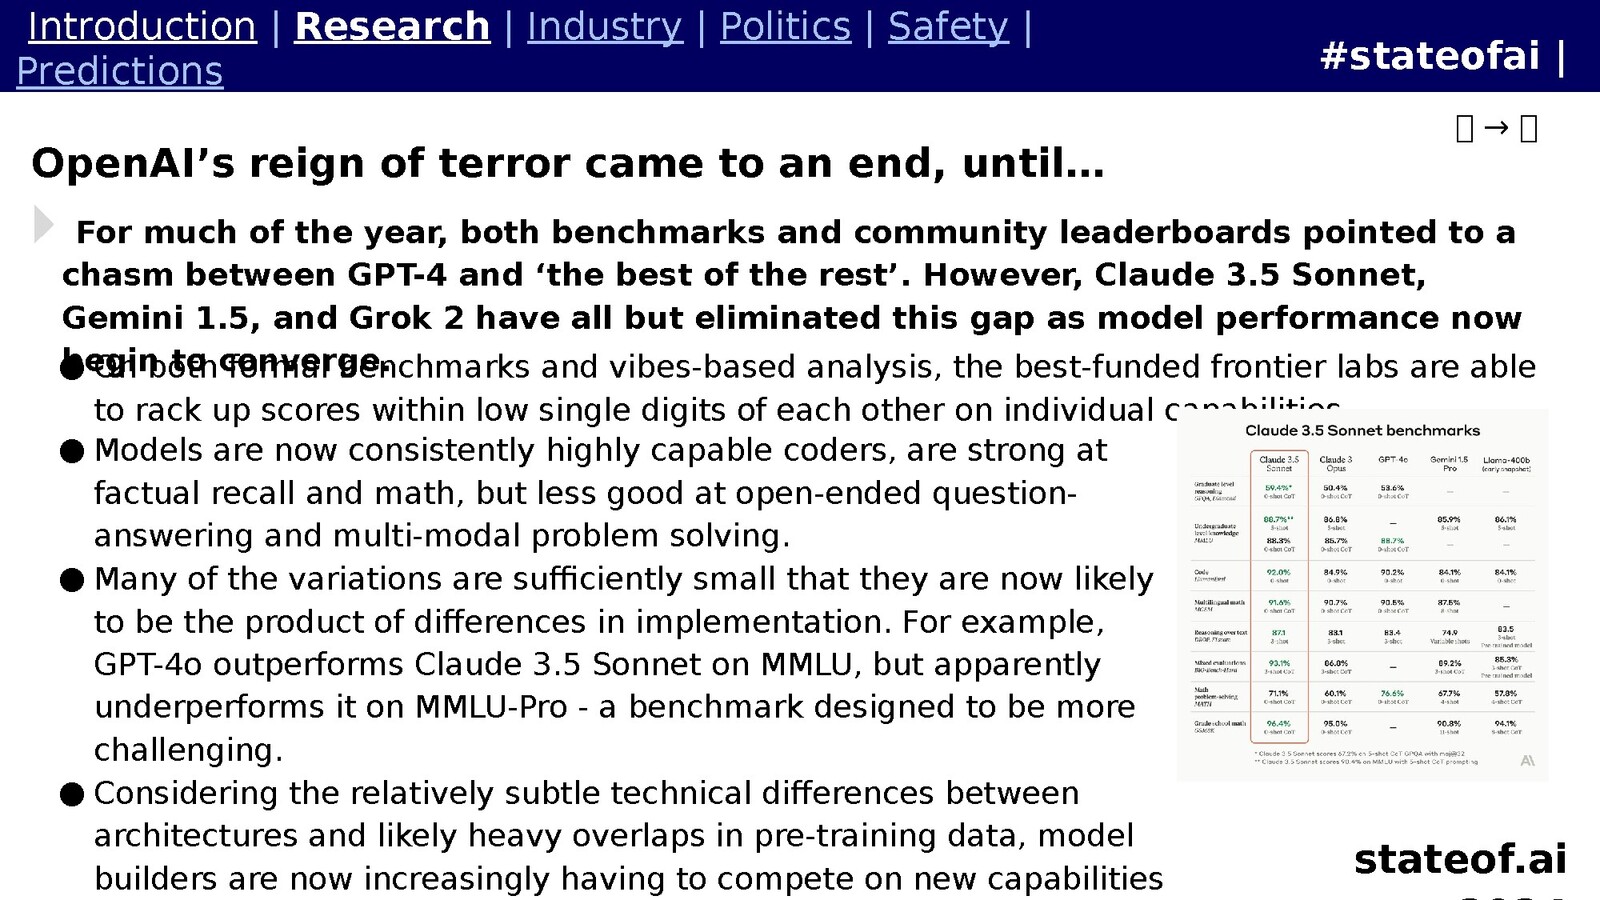 Introduction | Research | Industry | Politics | Safety |
Predictions
#stateofai |
→
OpenAI’s reign of terror came to an end, until…
For much of the year, both benchmarks and community leaderboards pointed to a
chasm between GPT-4 and ‘the best of the rest’. However, Claude 3.5 Sonnet,
Gemini 1.5, and Grok 2 have all but eliminated this gap as model performance now
begin to converge.
● On both formal benchmarks and vibes-based analysis, the best-funded frontier labs are able
to rack up scores within low single digits of each other on individual capabilities.
● Models are now consistently highly capable coders, are strong at
factual recall and math, but less good at open-ended question-
answering and multi-modal problem solving.
● Many of the variations are sufficiently small that they are now likely
to be the product of differences in implementation. For example,
GPT-4o outperforms Claude 3.5 Sonnet on MMLU, but apparently
underperforms it on MMLU-Pro - a benchmark designed to be more
challenging.
● Considering the relatively subtle technical differences between
architectures and likely heavy overlaps in pre-training data, model
builders are now increasingly having to compete on new capabilities
Claude 3.5 Sonnet benchmarks
Claude 3.5 Sonnet | Claude 3 Opus | GPT-4o | Gemini 1.5 Pro | Llama-400b (early snapshot)
Graduate level reasoning GPQA, Diamond | 59.4%* 0-shot CoT | 50.4% 0-shot CoT | 53.6% 0-shot CoT | — | —
Undergraduate level knowledge MMLU | 88.7%** 5-shot | 86.8% 5-shot | — | 85.9% 5-shot | 86.1% 5-shot
88.3% 0-shot CoT | 85.7% 0-shot CoT | 88.7% 0-shot CoT | — | —
Code HumanEval | 92.0% 0-shot | 84.9% 0-shot | 90.2% 0-shot | 84.1% 0-shot | 84.1% 0-shot
Multilingual math MGSM | 91.6% 0-shot CoT | 90.7% 0-shot CoT | 90.5% 0-shot CoT | 87.5% 8-shot | —
Reasoning over text DROP, F1 score | 87.1 3-shot | 83.1 3-shot | 83.4 3-shot | 74.9 Variable shots | 83.5 3-shot Pre-trained model
Mixed evaluations BIG-Bench-Hard | 93.1% 3-shot CoT | 86.8% 3-shot CoT | — | 89.2% 3-shot CoT | 85.3% 3-shot CoT Pre-trained model
Math problem-solving MATH | 71.1% 0-shot CoT | 60.1% 0-shot CoT | 76.6% 0-shot CoT | 67.7% 4-shot | 57.8% 4-shot CoT
Grade school math GSM8K | 96.4% 0-shot CoT | 95.0% 0-shot CoT | — | 90.8% 11-shot | 94.1% 8-shot CoT
* Claude 3.5 Sonnet scores 67.2% on 5-shot CoT GPQA with maj@32
** Claude 3.5 Sonnet scores 90.4% on MMLU with 5-shot CoT prompting
A\
stateof.ai